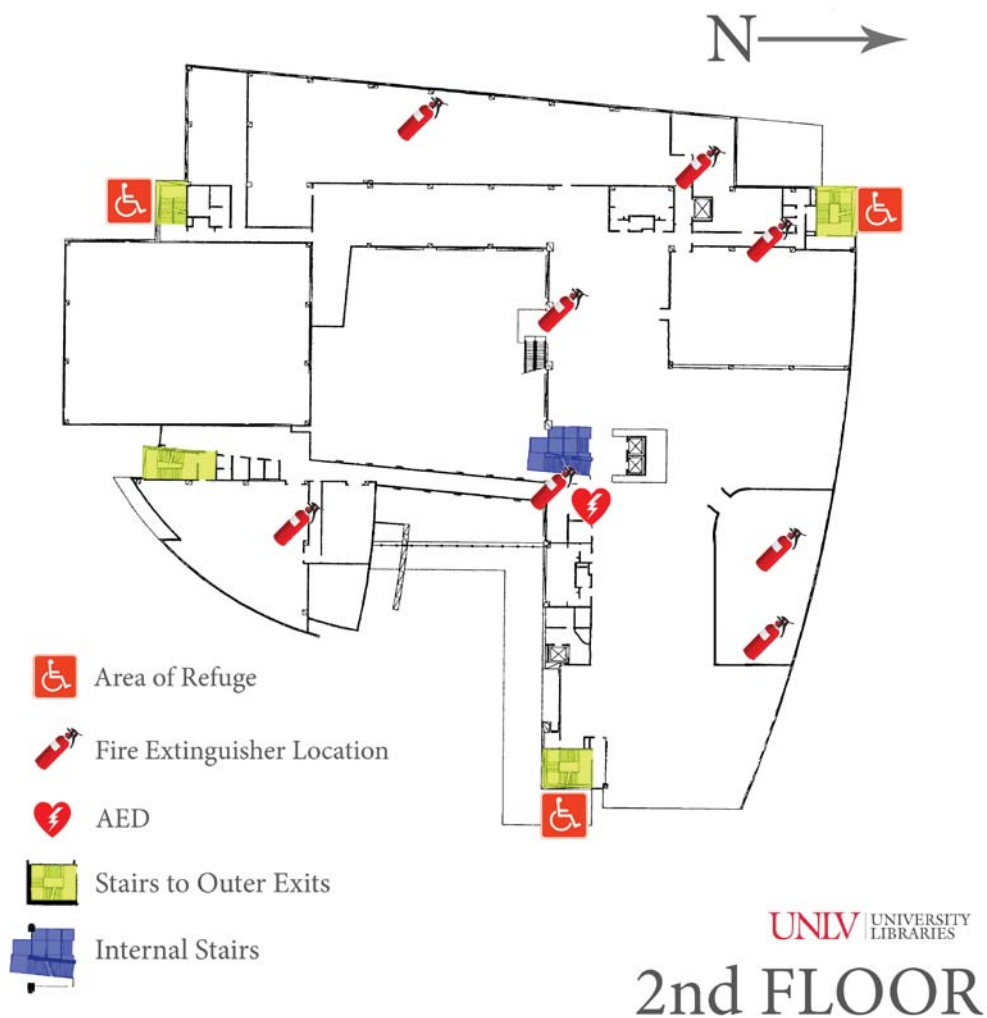 N
Area of Refuge
Fire Extinguisher Location
AED
Stairs to Outer Exits
Internal Stairs
UNLV UNIVERSITY
LIBRARIES
2nd FLOOR